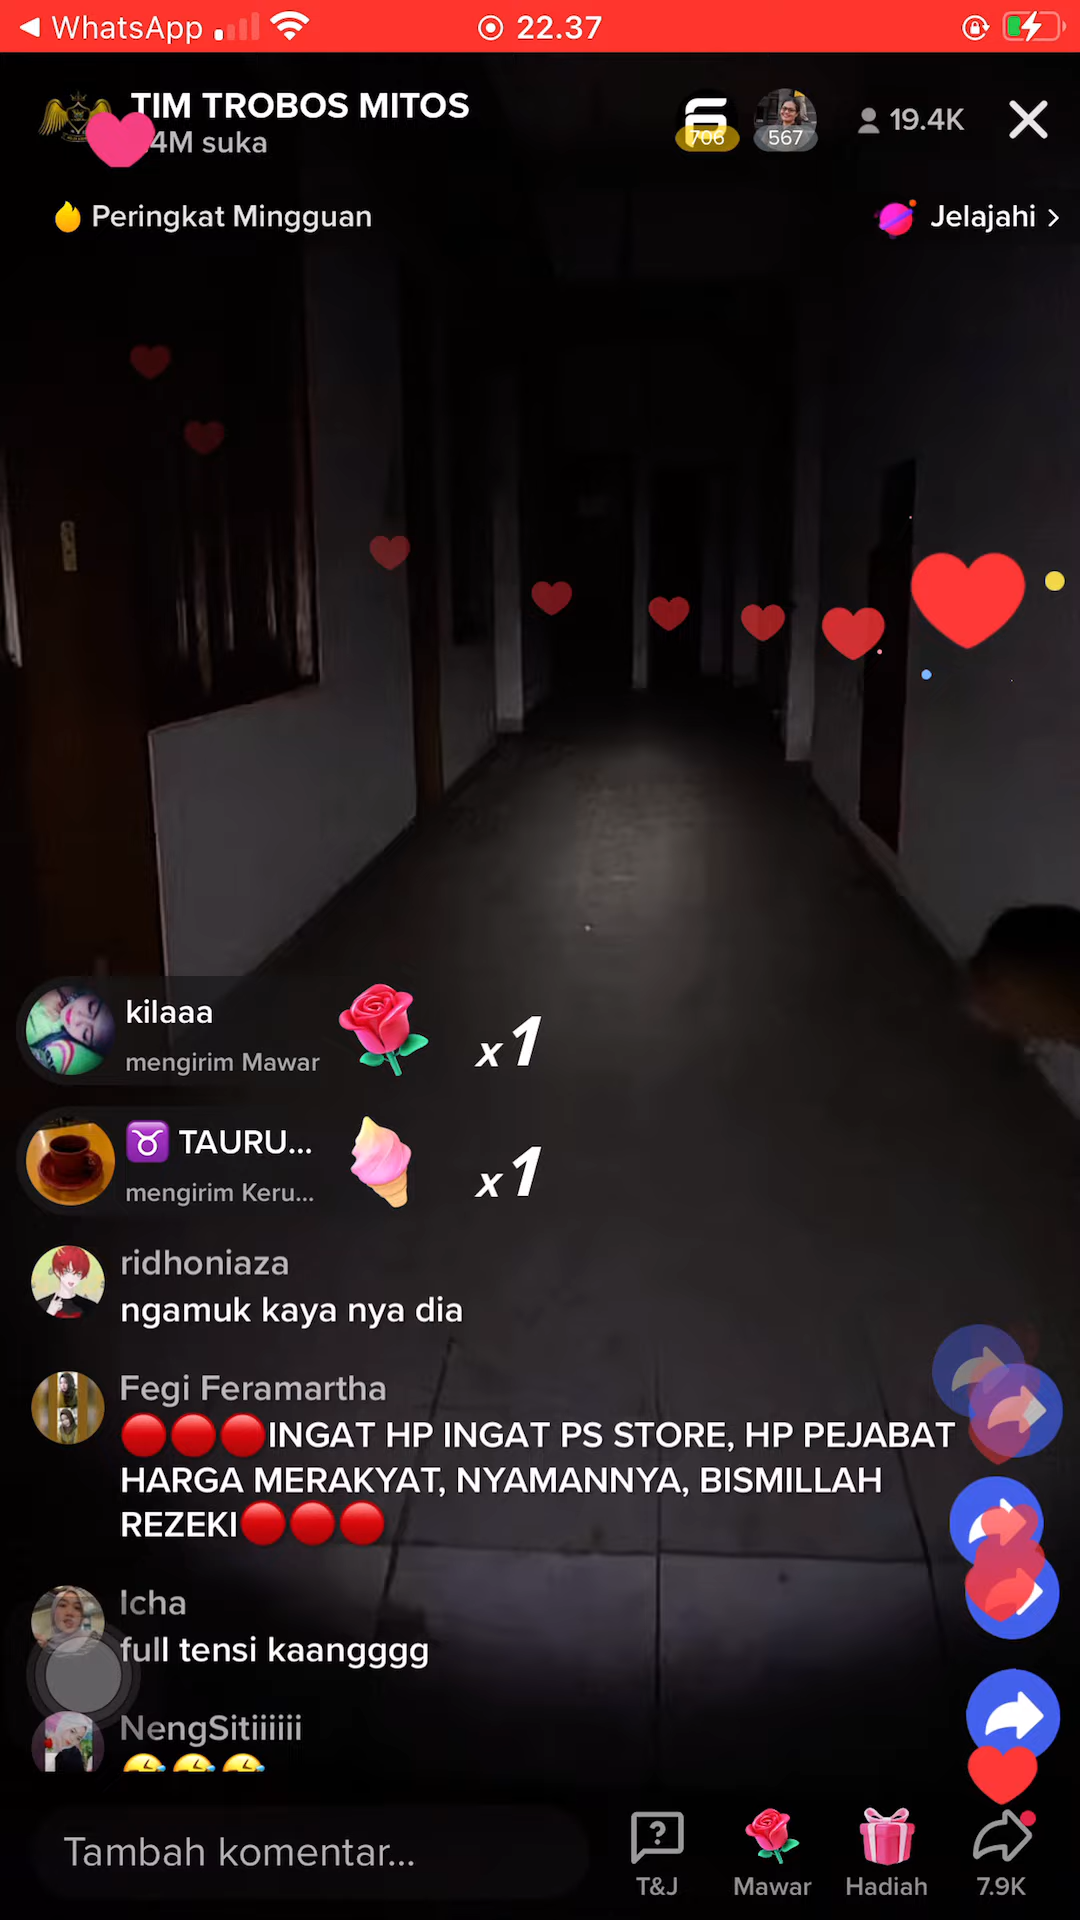 WhatsApp
22.37
TIM TROBOS MITOS
4M suka
706
567
19.4K
Peringkat Mingguan
Jelajahi
kilaaa
mengirim Mawar
x1
TAURU...
mengirim Keru...
x1
ridhoniaza
ngamuk kaya nya dia
Fegi Feramartha
🔴🔴🔴INGAT HP INGAT PS STORE, HP PEJABAT
HARGA MERAKYAT, NYAMANNYA, BISMILLAH
REZEKI🔴🔴🔴
Icha
full tensi kaangggg
NengSitiiiiii
Tambah komentar...
T&J
Mawar
Hadiah
7.9K